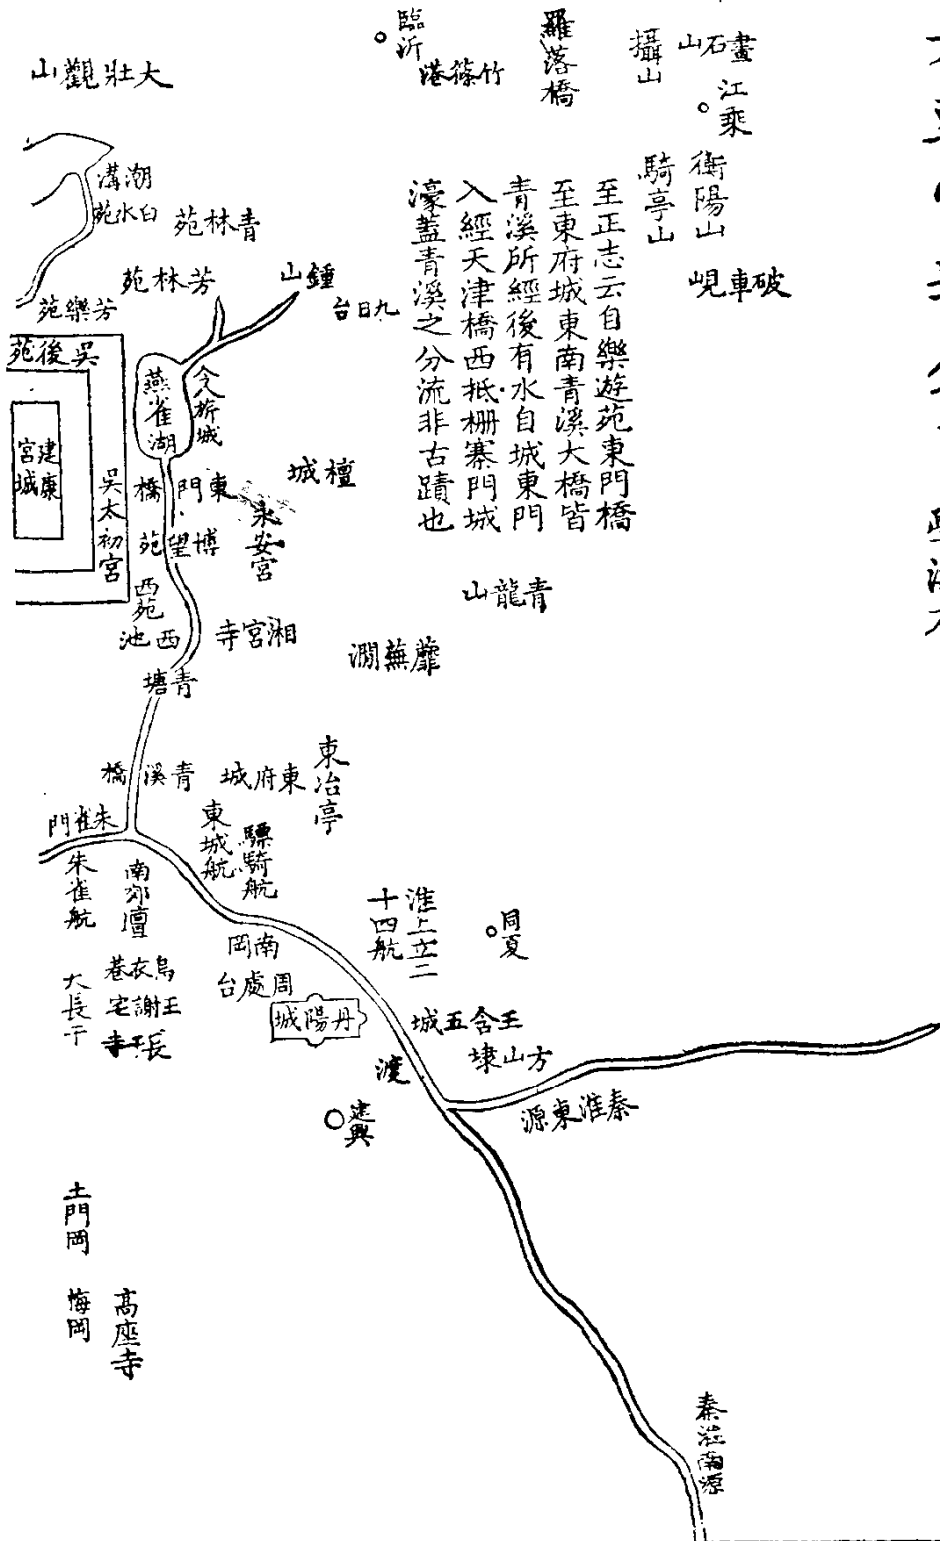 畫石山
攝山
江乘
羅落橋
竹篠港
臨沂
大壯觀山
衡陽山
騎亭山
破車峴
至正志云自樂遊苑東門橋
至東府城東南青溪大橋皆
青溪所經後有水自城東門
入經天津橋西抵柵寨門城
濠蓋青溪之分流非古蹟也
潮溝
白水苑
青林苑
芳林苑
芳樂苑
鍾山
九日台
吳後苑
建康宮城
吳太初宮
燕雀湖
檀城
東門橋
永安宮
博望苑
西苑
西池
湘宮寺
青塘
青龍山
蘼蕪澗
青溪橋
東府城
東冶亭
朱雀門
朱雀航
東城航
驃騎航
南郊壇
淮上立二
十四航
同夏
南岡
周處台
烏衣巷
王謝宅
大長干
丹陽城
王含五城
方山埭
渡
建興
秦淮東源
土門岡
梅岡
高座寺
秦淮南源